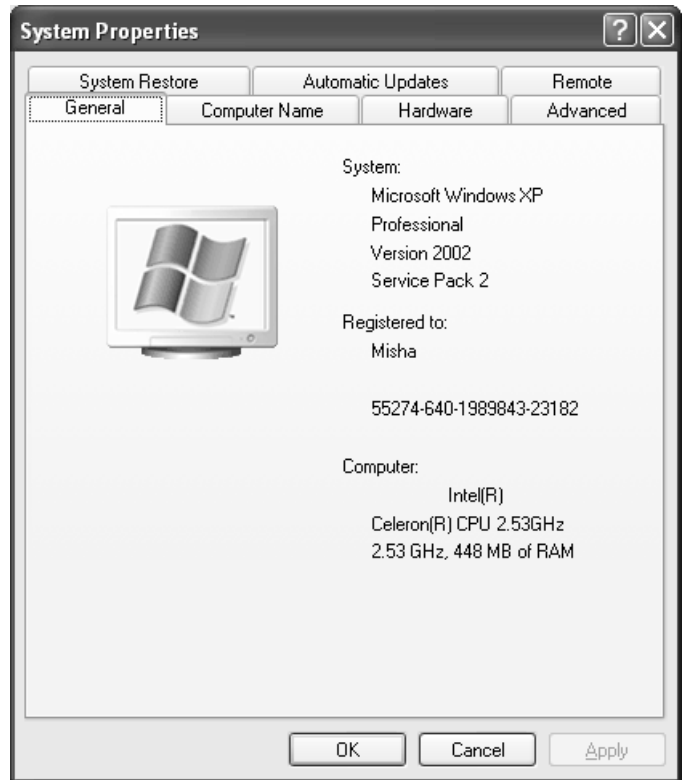 System Properties
System Restore Automatic Updates Remote
General Computer Name Hardware Advanced
System:
Microsoft Windows XP
Professional
Version 2002
Service Pack 2
Registered to:
Misha
55274-640-1989843-23182
Computer:
Intel(R)
Celeron(R) CPU 2.53GHz
2.53 GHz, 448 MB of RAM
OK Cancel Apply